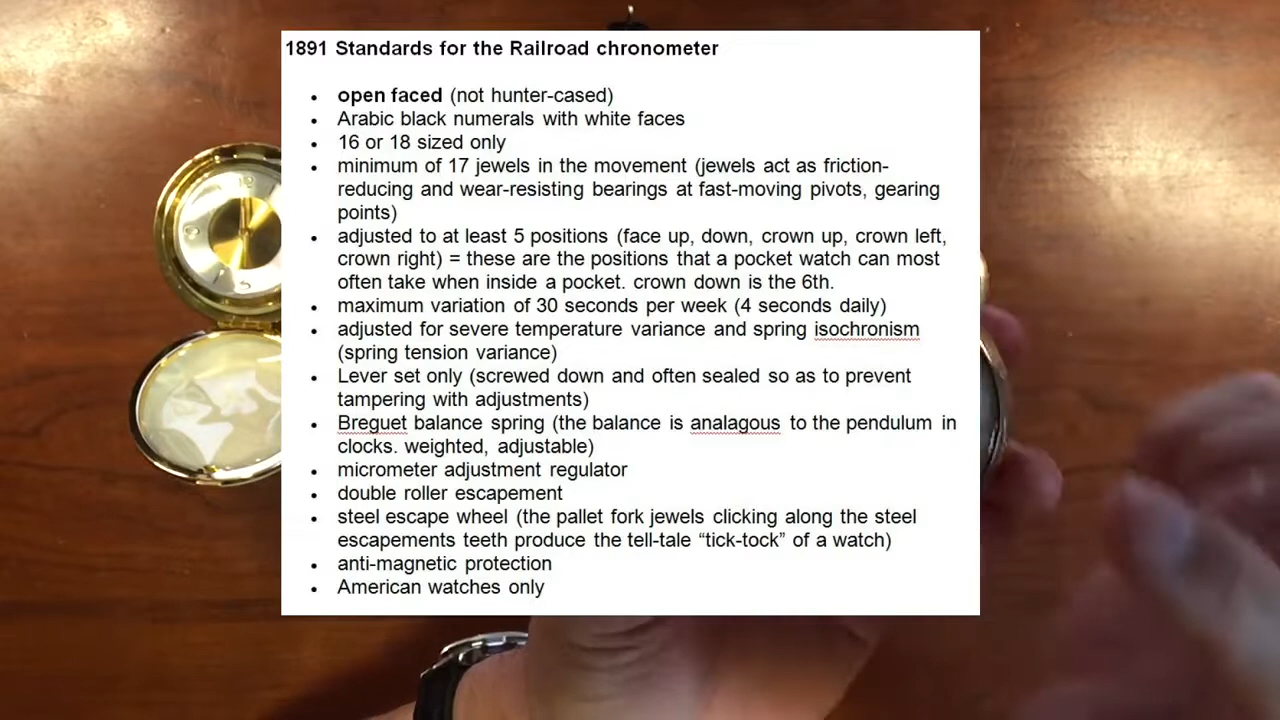 1891 Standards for the Railroad chronometer
• open faced (not hunter-cased)
• Arabic black numerals with white faces
• 16 or 18 sized only
• minimum of 17 jewels in the movement (jewels act as friction-
reducing and wear-resisting bearings at fast-moving pivots, gearing
points)
• adjusted to at least 5 positions (face up, down, crown up, crown left,
crown right) = these are the positions that a pocket watch can most
often take when inside a pocket. crown down is the 6th.
• maximum variation of 30 seconds per week (4 seconds daily)
• adjusted for severe temperature variance and spring isochronism
(spring tension variance)
• Lever set only (screwed down and often sealed so as to prevent
tampering with adjustments)
• Breguet balance spring (the balance is analagous to the pendulum in
clocks. weighted, adjustable)
• micrometer adjustment regulator
• double roller escapement
• steel escape wheel (the pallet fork jewels clicking along the steel
escapements teeth produce the tell-tale “tick-tock” of a watch)
• anti-magnetic protection
• American watches only